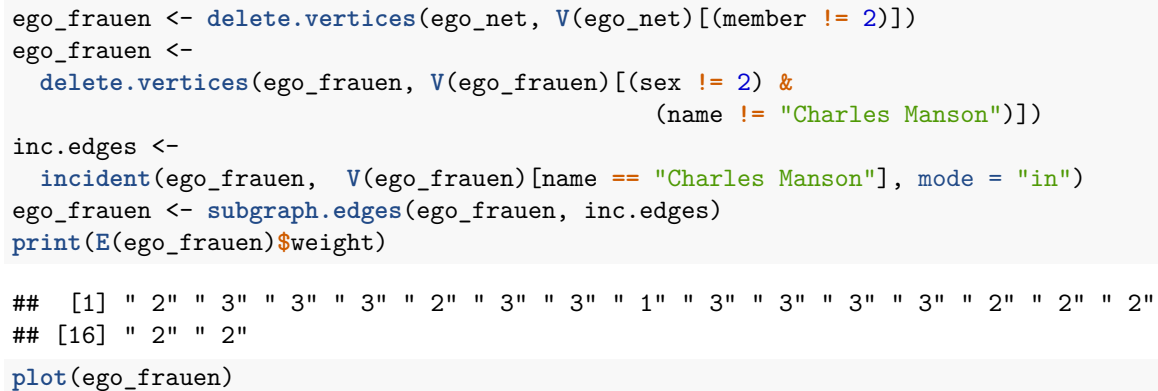 ego_frauen <- delete.vertices(ego_net, V(ego_net)[(member != 2)])
ego_frauen <-
  delete.vertices(ego_frauen, V(ego_frauen)[(sex != 2) &
                                              (name != "Charles Manson")])
inc.edges <-
  incident(ego_frauen,  V(ego_frauen)[name == "Charles Manson"], mode = "in")
ego_frauen <- subgraph.edges(ego_frauen, inc.edges)
print(E(ego_frauen)$weight)
##  [1] " 2" " 3" " 3" " 3" " 2" " 3" " 3" " 1" " 3" " 3" " 3" " 3" " 2" " 2" " 2"
## [16] " 2" " 2"
plot(ego_frauen)